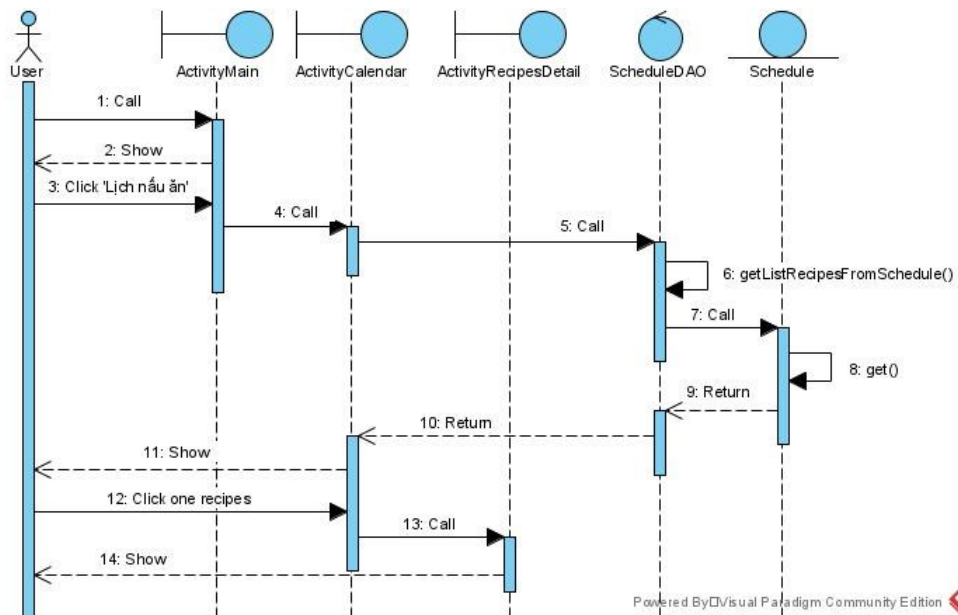 User
ActivityMain
ActivityCalendar
ActivityRecipesDetail
ScheduleDAO
Schedule
1: Call
2: Show
3: Click 'Lịch nấu ăn'
4: Call
5: Call
6: getListRecipesFromSchedule()
7: Call
8: get()
9: Return
10: Return
11: Show
12: Click one recipes
13: Call
14: Show
Powered By□Visual Paradigm Community Edition